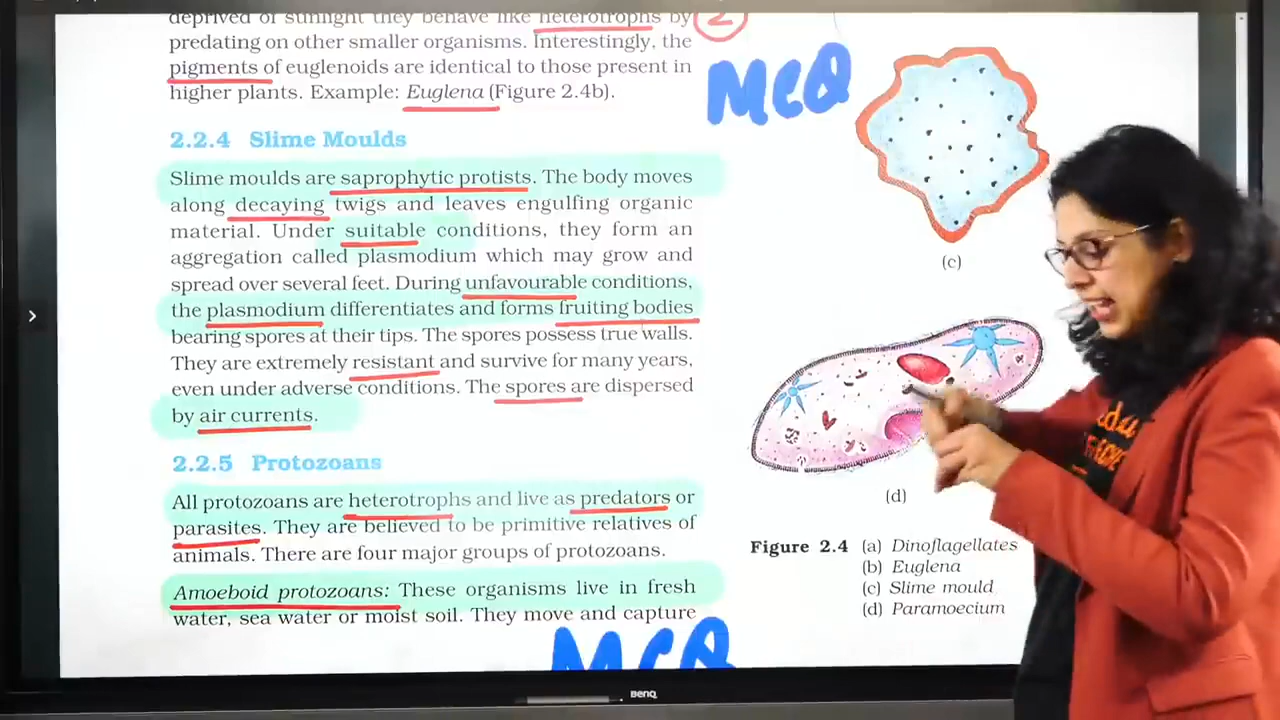 deprived of sunlight they behave like heterotrophs by
2
predating on other smaller organisms. Interestingly, the
pigments of euglenoids are identical to those present in
higher plants. Example: Euglena (Figure 2.4b).
MCQ
2.2.4 Slime Moulds
Slime moulds are saprophytic protists. The body moves
along decaying twigs and leaves engulfing organic
material. Under suitable conditions, they form an
aggregation called plasmodium which may grow and
spread over several feet. During unfavourable conditions,
the plasmodium differentiates and forms fruiting bodies
bearing spores at their tips. The spores possess true walls.
They are extremely resistant and survive for many years,
even under adverse conditions. The spores are dispersed
by air currents.
2.2.5 Protozoans
All protozoans are heterotrophs and live as predators or
parasites. They are believed to be primitive relatives of
animals. There are four major groups of protozoans.
Amoeboid protozoans: These organisms live in fresh
water, sea water or moist soil. They move and capture
MCQ
(c)
(d)
Figure 2.4 (a) Dinoflagellates
(b) Euglena
(c) Slime mould
(d) Paramoecium
BENQ